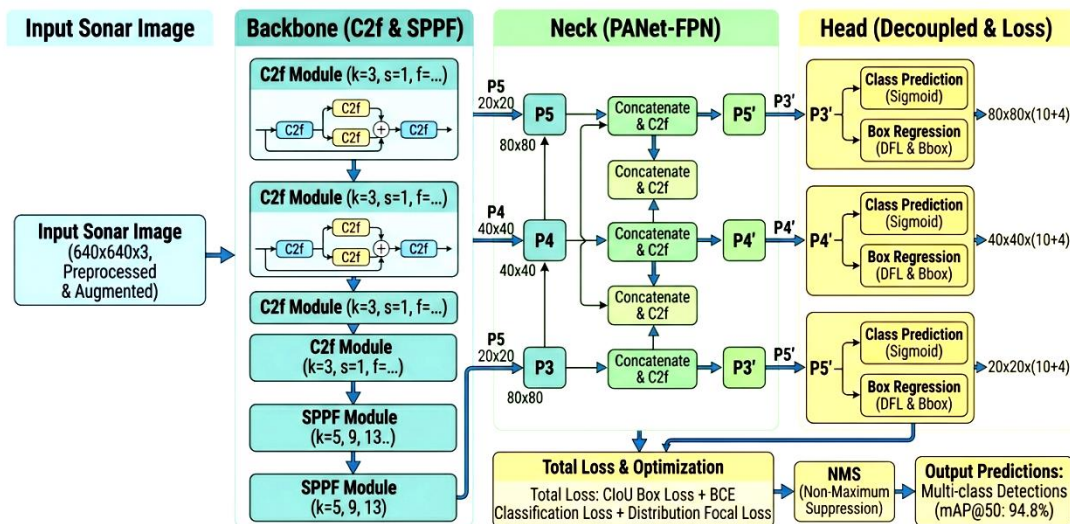 Input Sonar Image
Input Sonar Image
(640x640x3,
Preprocessed
& Augmented)
Backbone (C2f & SPPF)
C2f Module (k=3, s=1, f=...)
C2f
C2f
C2f
+
C2f
C2f Module (k=3, s=1, f=...)
C2f
C2f
C2f
+
C2f
C2f Module (k=3, s=1, f=...)
C2f Module
(k=3, s=1, f=...)
SPPF Module
(k=5, 9, 13..)
SPPF Module
(k=5, 9, 13)
Neck (PANet-FPN)
P5
20x20
80x80
P5
Concatenate
& C2f
P5'
P3'
Concatenate
& C2f
P4
40x40
40x40
P4
Concatenate
& C2f
P4'
P4'
Concatenate
& C2f
P5
20x20
80x80
P3
Concatenate
& C2f
P3'
P5'
Head (Decoupled & Loss)
P3'
Class Prediction
(Sigmoid)
Box Regression
(DFL & Bbox)
80x80x(10+4)
P4'
Class Prediction
(Sigmoid)
Box Regression
(DFL & Bbox)
40x40x(10+4)
P5'
Class Prediction
(Sigmoid)
Box Regression
(DFL & Bbox)
20x20x(10+4)
Total Loss & Optimization
Total Loss: CIoU Box Loss + BCE
Classification Loss + Distribution Focal Loss
NMS
(Non-Maximum
Suppression)
Output Predictions:
Multi-class Detections
(mAP@50: 94.8%)